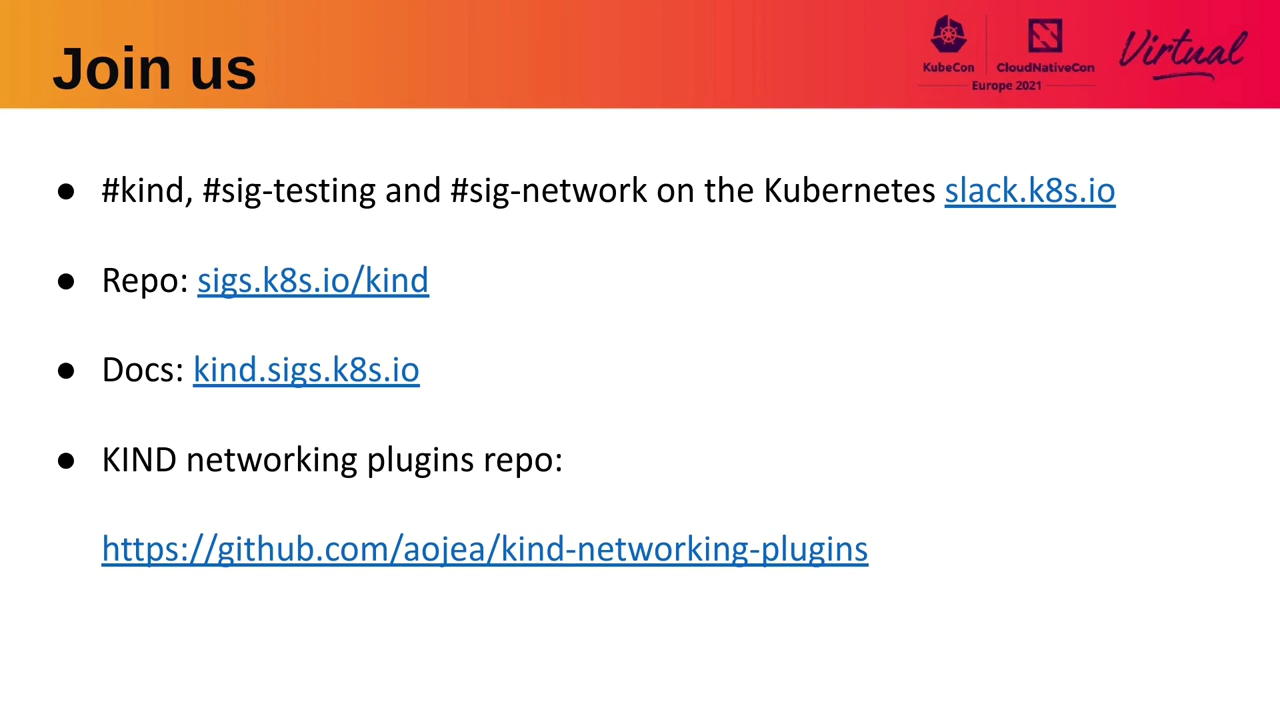 Join us
KubeCon
CloudNativeCon
Europe 2021
Virtual
● #kind, #sig-testing and #sig-network on the Kubernetes slack.k8s.io
● Repo: sigs.k8s.io/kind
● Docs: kind.sigs.k8s.io
● KIND networking plugins repo:
https://github.com/aojea/kind-networking-plugins